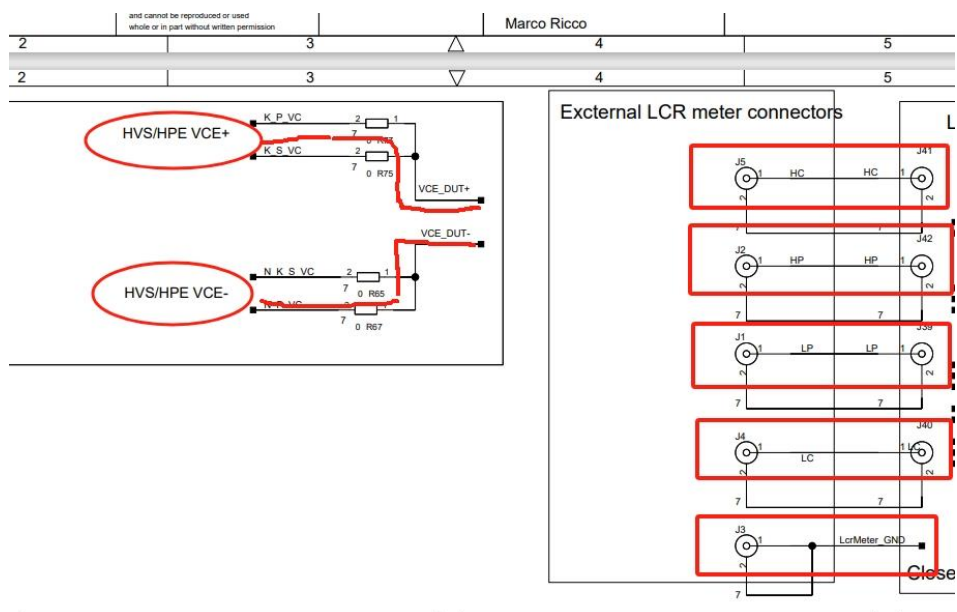 and cannot be reproduced or used
whole or in part without written permission
Marco Ricco
2 3 4 5
2 3 4 5
HVS/HPE VCE+
K_P_VC
2 1
7
0
K_S_VC
2
7
0 R75
VCE_DUT+
VCE_DUT-
HVS/HPE VCE-
N_K_S_VC
2 1
7
0 R65
7
0 R67
Excternal LCR meter connectors
L
J5 J41
1 HC HC 1
2 2
7 7
J2 J42
1 HP HP 1
2 2
7 7
J1 J39
1 LP LP 1
2 2
7 7
J4 J40
1 LC 1 LC
2 2
7 7
J3
1 LcrMeter_GND
2
7
Close